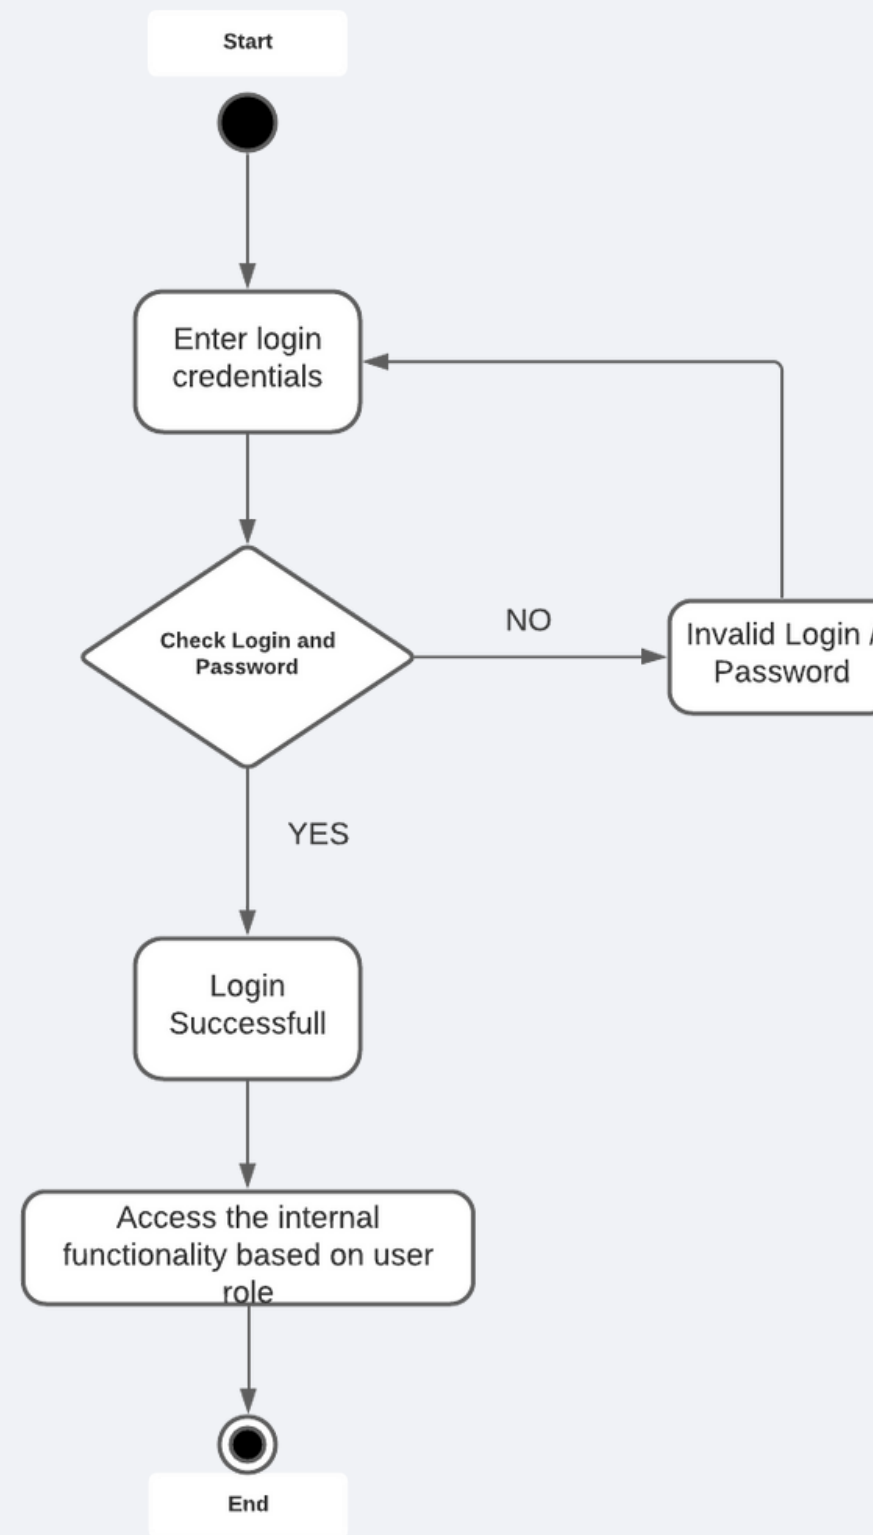 Start
Enter login
credentials
Check Login and
Password
NO
Invalid Login /
Password
YES
Login
Successfull
Access the internal
functionality based on user
role
End